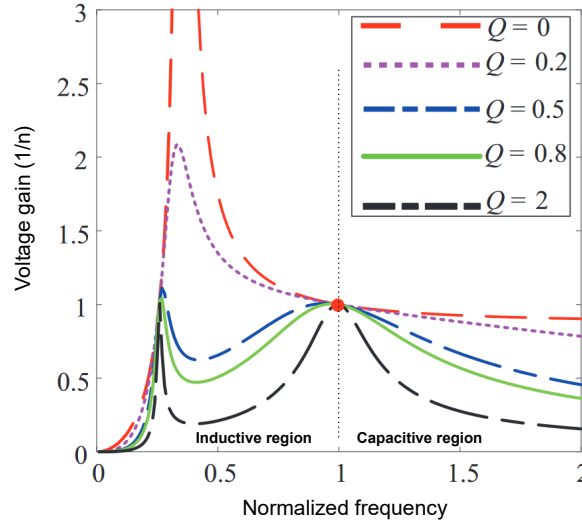 3
2.5
2
1.5
1
0.5
0
Voltage gain (1/n)
Q = 0
Q = 0.2
Q = 0.5
Q = 0.8
Q = 2
Inductive region
Capacitive region
0 0.5 1 1.5 2
Normalized frequency